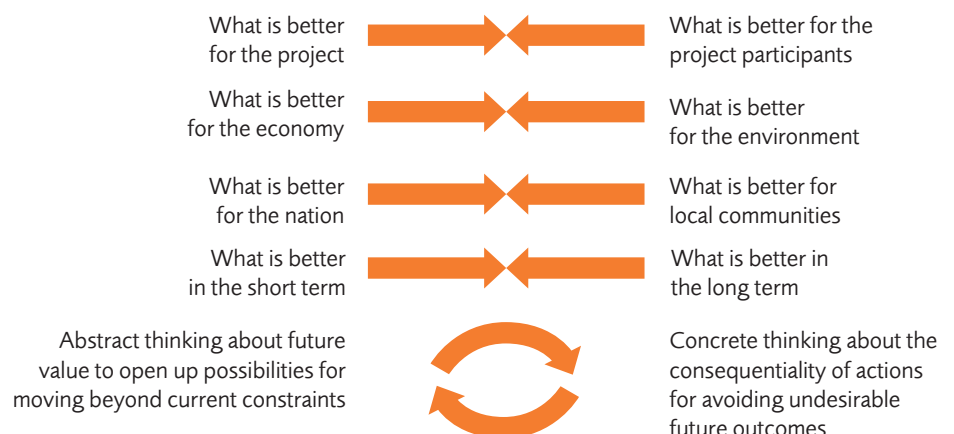 What is better
for the project
What is better for the
project participants
What is better
for the economy
What is better
for the environment
What is better
for the nation
What is better for
local communities
What is better
in the short term
What is better in
the long term
Abstract thinking about future
value to open up possibilities for
moving beyond current constraints
Concrete thinking about the
consequentiality of actions
for avoiding undesirable
future outcomes